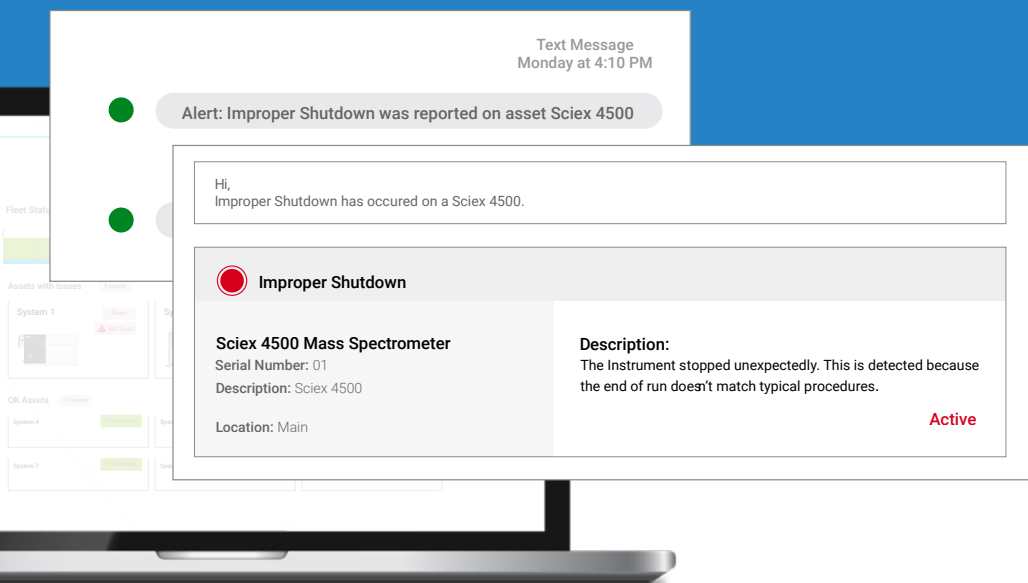 Text Message
Monday at 4:10 PM
Alert: Improper Shutdown was reported on asset Sciex 4500
Hi,
Improper Shutdown has occured on a Sciex 4500.
Improper Shutdown
Sciex 4500 Mass Spectrometer
Serial Number: 01
Description: Sciex 4500
Location: Main
Description:
The Instrument stopped unexpectedly. This is detected because
the end of run doesn't match typical procedures.
Active
Fleet
Assets with Issues
System 1
OK Assets
System 4
System 7